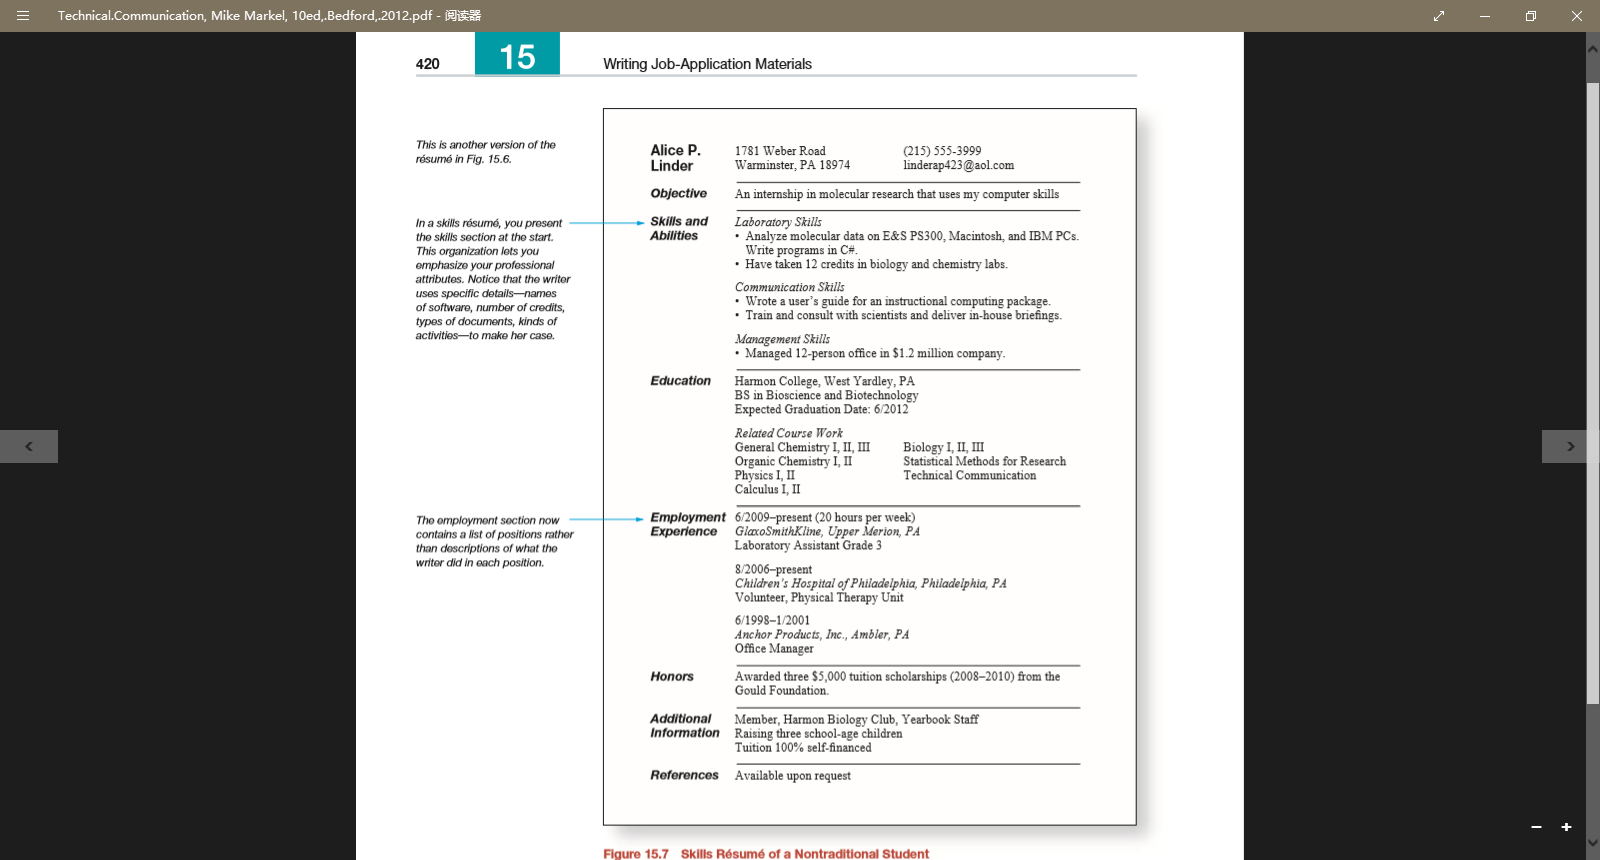 Technical.Communication, Mike Markel, 10ed,.Bedford,.2012.pdf - 阅读器
420
15
Writing Job-Application Materials
This is another version of the
résumé in Fig. 15.6.
In a skills résumé, you present
the skills section at the start.
This organization lets you
emphasize your professional
attributes. Notice that the writer
uses specific details—names
of software, number of credits,
types of documents, kinds of
activities—to make her case.
The employment section now
contains a list of positions rather
than descriptions of what the
writer did in each position.
Alice P.
Linder
1781 Weber Road
Warminster, PA 18974
(215) 555-3999
linderap423@aol.com
Objective
An internship in molecular research that uses my computer skills
Skills and
Abilities
Laboratory Skills
• Analyze molecular data on E&S PS300, Macintosh, and IBM PCs.
Write programs in C#.
• Have taken 12 credits in biology and chemistry labs.
Communication Skills
• Wrote a user's guide for an instructional computing package.
• Train and consult with scientists and deliver in-house briefings.
Management Skills
• Managed 12-person office in $1.2 million company.
Education
Harmon College, West Yardley, PA
BS in Bioscience and Biotechnology
Expected Graduation Date: 6/2012
Related Course Work
General Chemistry I, II, III
Organic Chemistry I, II
Physics I, II
Calculus I, II
Biology I, II, III
Statistical Methods for Research
Technical Communication
Employment
Experience
6/2009–present (20 hours per week)
GlaxoSmithKline, Upper Merion, PA
Laboratory Assistant Grade 3
8/2006–present
Children's Hospital of Philadelphia, Philadelphia, PA
Volunteer, Physical Therapy Unit
6/1998–1/2001
Anchor Products, Inc., Ambler, PA
Office Manager
Honors
Awarded three $5,000 tuition scholarships (2008–2010) from the
Gould Foundation.
Additional
Information
Member, Harmon Biology Club, Yearbook Staff
Raising three school-age children
Tuition 100% self-financed
References
Available upon request
Figure 15.7 Skills Résumé of a Nontraditional Student